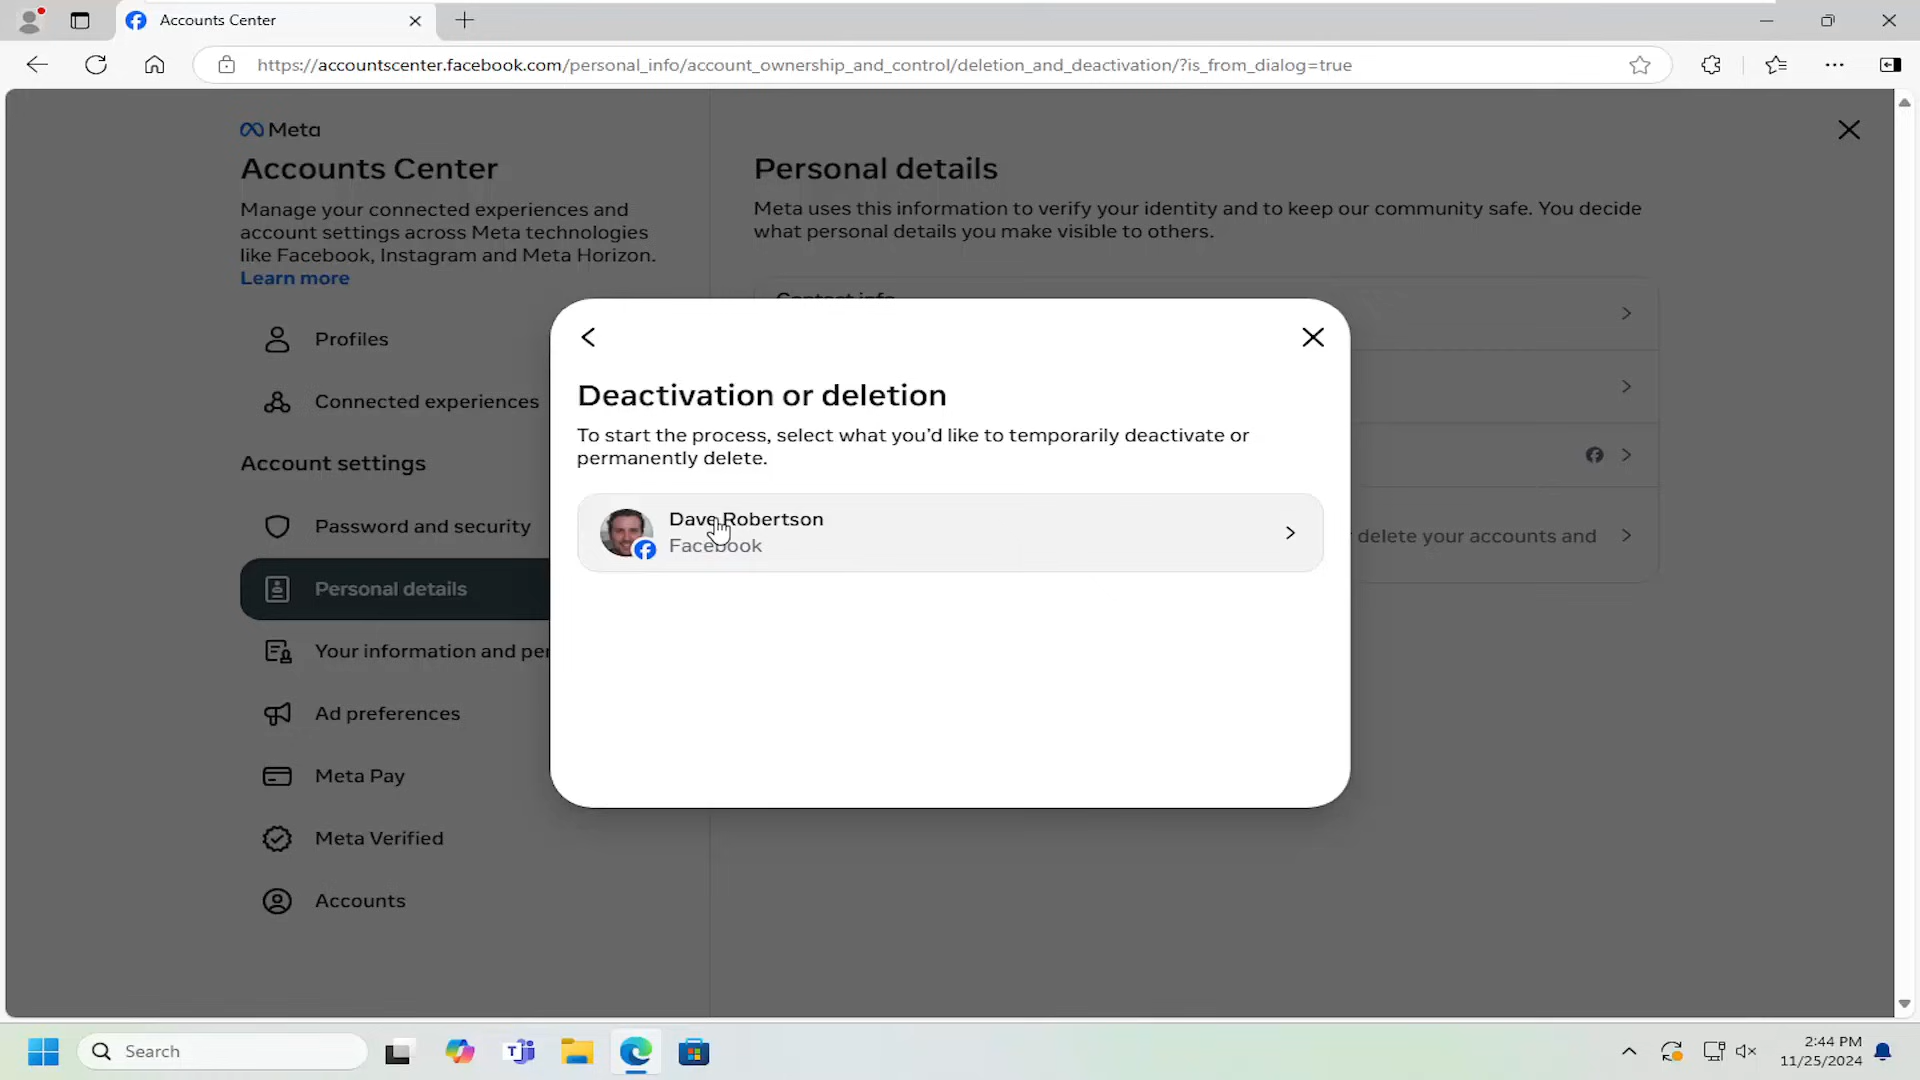 Accounts Center
https://accountscenter.facebook.com/personal_info/account_ownership_and_control/deletion_and_deactivation/?is_from_dialog=true
Meta
Accounts Center
Manage your connected experiences and
account settings across Meta technologies
like Facebook, Instagram and Meta Horizon.
Learn more
Profiles
Connected experiences
Account settings
Password and security
Personal details
Your information and per
Ad preferences
Meta Pay
Meta Verified
Accounts
Personal details
Meta uses this information to verify your identity and to keep our community safe. You decide
what personal details you make visible to others.
Contact info
delete your accounts and
Deactivation or deletion
To start the process, select what you’d like to temporarily deactivate or
permanently delete.
Dave Robertson
Facebook
Search
2:44 PM
11/25/2024